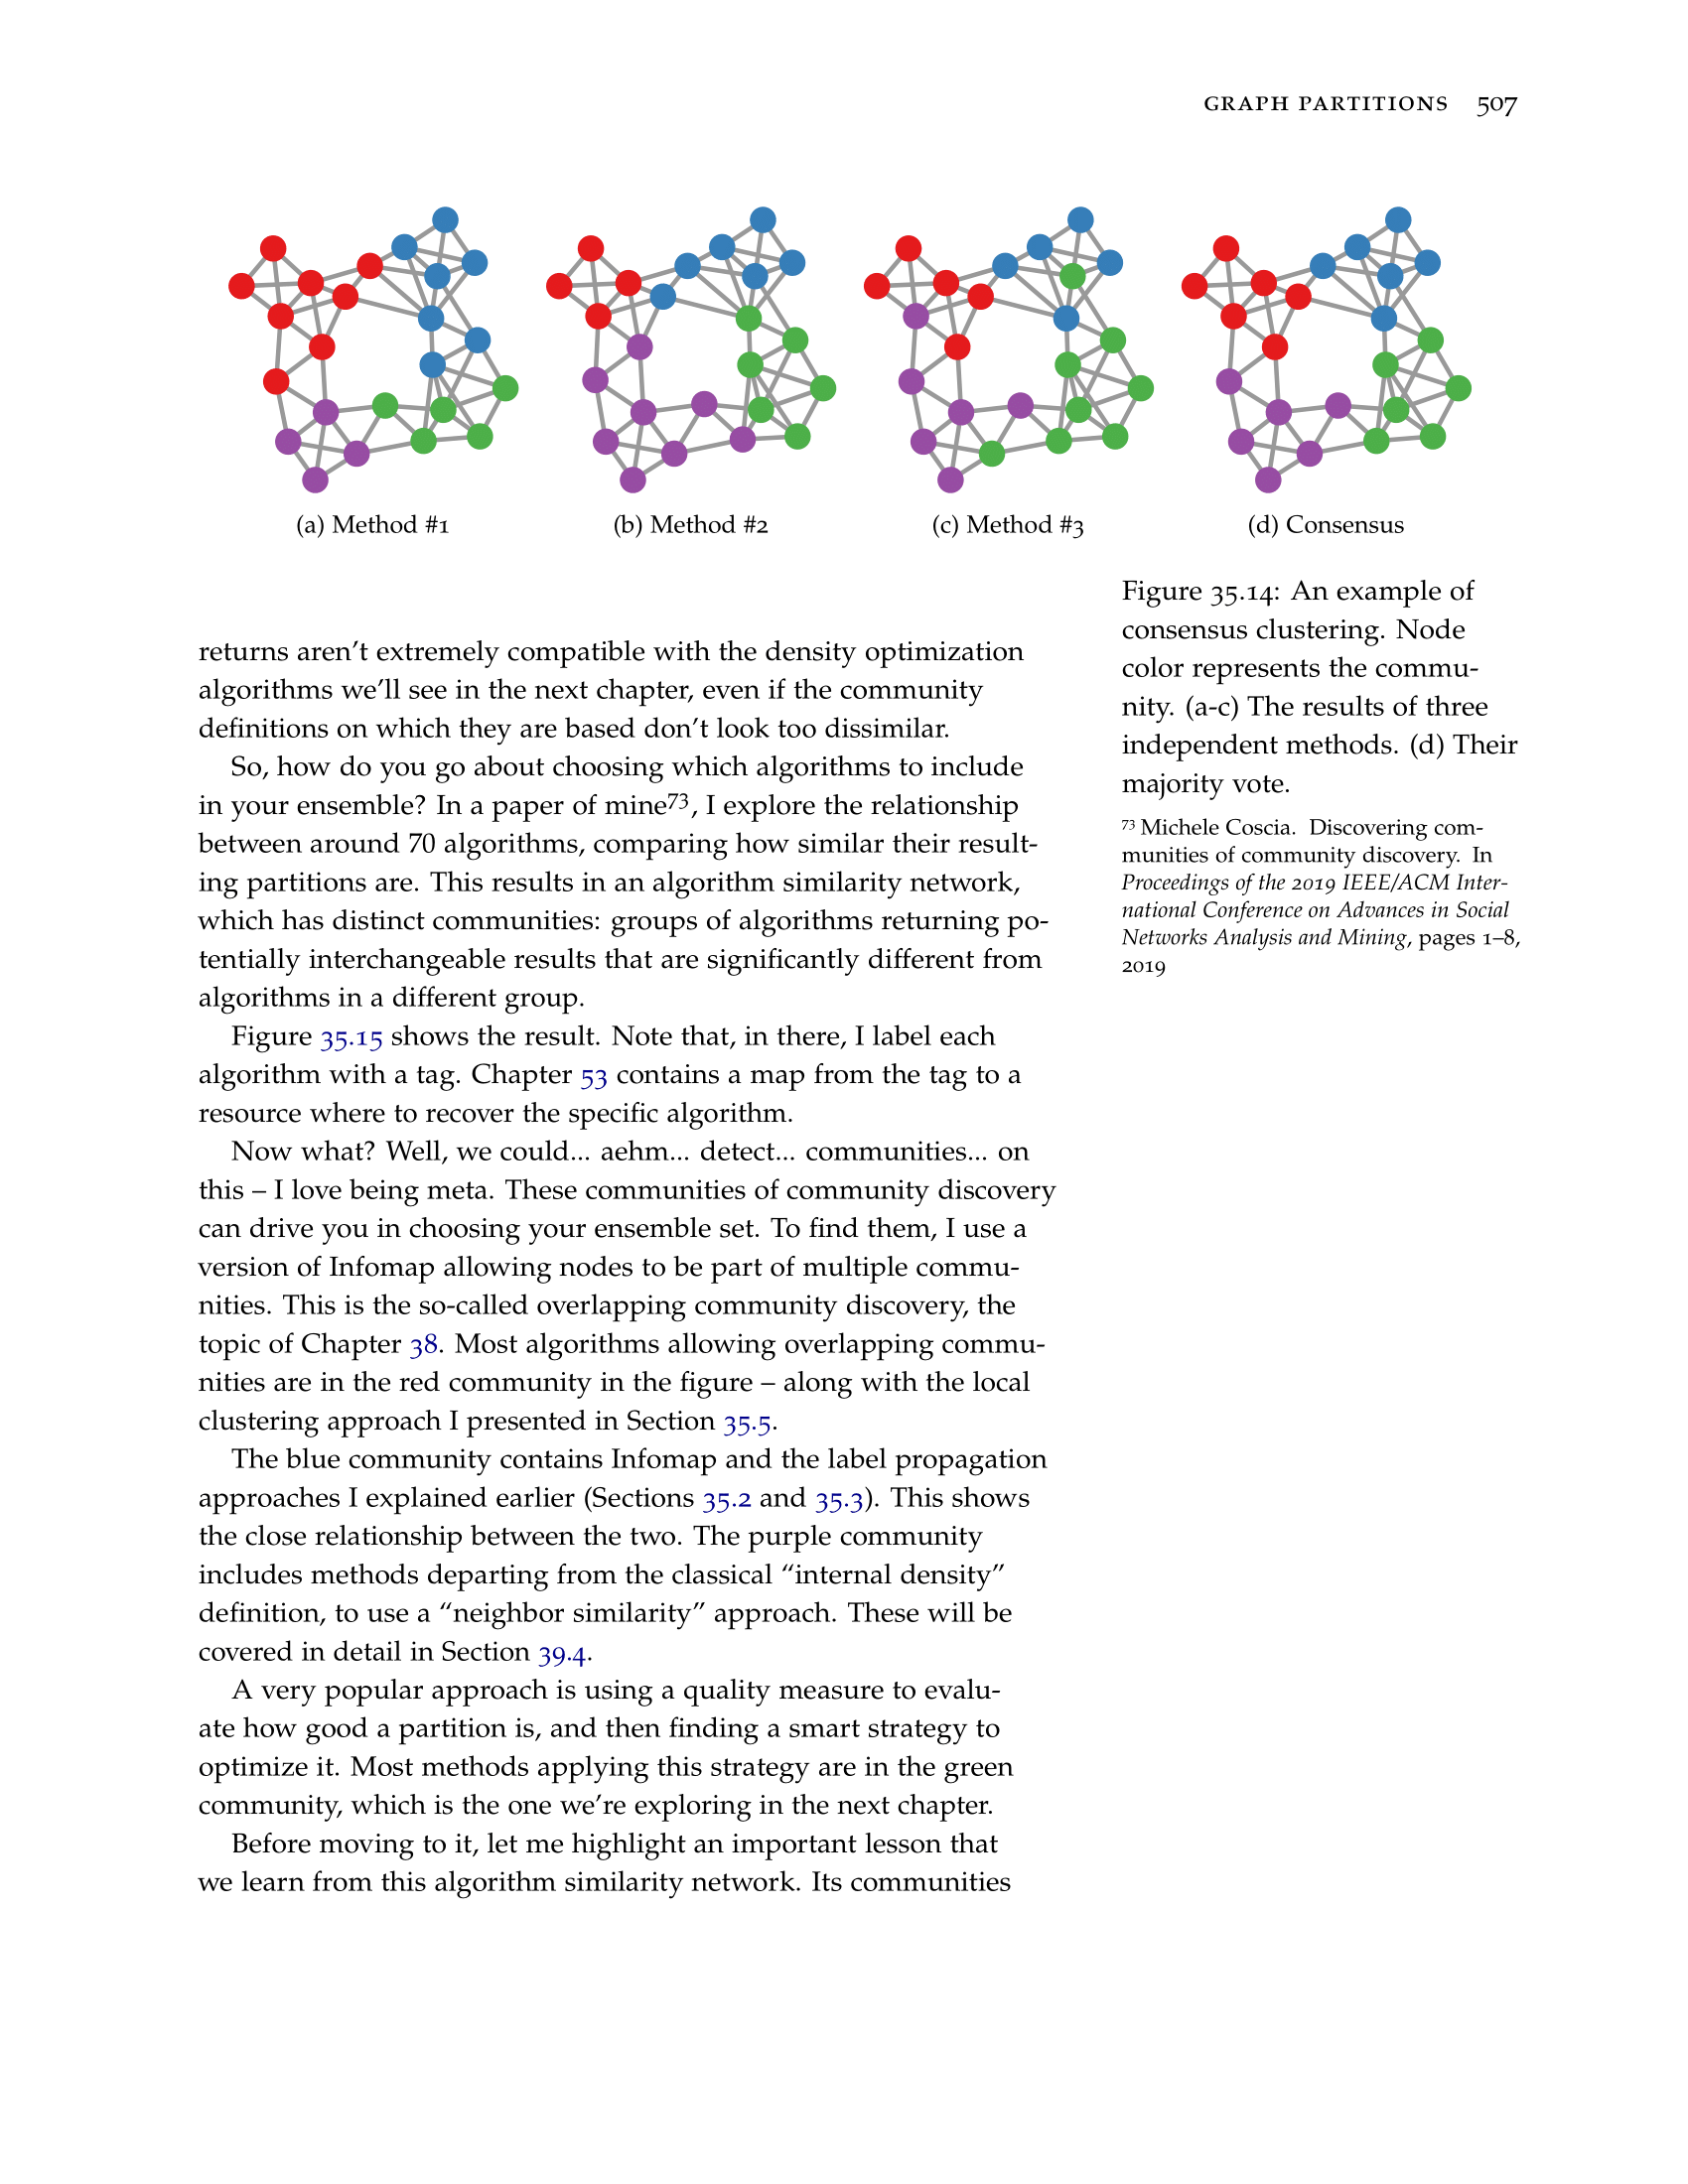 GRAPH PARTITIONS 507
(a) Method #1
(b) Method #2
(c) Method #3
(d) Consensus
Figure 35.14: An example of
consensus clustering. Node
color represents the commu-
nity. (a-c) The results of three
independent methods. (d) Their
majority vote.
returns aren’t extremely compatible with the density optimization
algorithms we’ll see in the next chapter, even if the community
definitions on which they are based don’t look too dissimilar.
So, how do you go about choosing which algorithms to include
in your ensemble? In a paper of mine73, I explore the relationship
between around 70 algorithms, comparing how similar their result-
ing partitions are. This results in an algorithm similarity network,
which has distinct communities: groups of algorithms returning po-
tentially interchangeable results that are significantly different from
algorithms in a different group.
73 Michele Coscia. Discovering com-
munities of community discovery. In
Proceedings of the 2019 IEEE/ACM Inter-
national Conference on Advances in Social
Networks Analysis and Mining, pages 1–8,
2019
Figure 35.15 shows the result. Note that, in there, I label each
algorithm with a tag. Chapter 53 contains a map from the tag to a
resource where to recover the specific algorithm.
Now what? Well, we could... aehm... detect... communities... on
this – I love being meta. These communities of community discovery
can drive you in choosing your ensemble set. To find them, I use a
version of Infomap allowing nodes to be part of multiple commu-
nities. This is the so-called overlapping community discovery, the
topic of Chapter 38. Most algorithms allowing overlapping commu-
nities are in the red community in the figure – along with the local
clustering approach I presented in Section 35.5.
The blue community contains Infomap and the label propagation
approaches I explained earlier (Sections 35.2 and 35.3). This shows
the close relationship between the two. The purple community
includes methods departing from the classical “internal density”
definition, to use a “neighbor similarity” approach. These will be
covered in detail in Section 39.4.
A very popular approach is using a quality measure to evalu-
ate how good a partition is, and then finding a smart strategy to
optimize it. Most methods applying this strategy are in the green
community, which is the one we’re exploring in the next chapter.
Before moving to it, let me highlight an important lesson that
we learn from this algorithm similarity network. Its communities